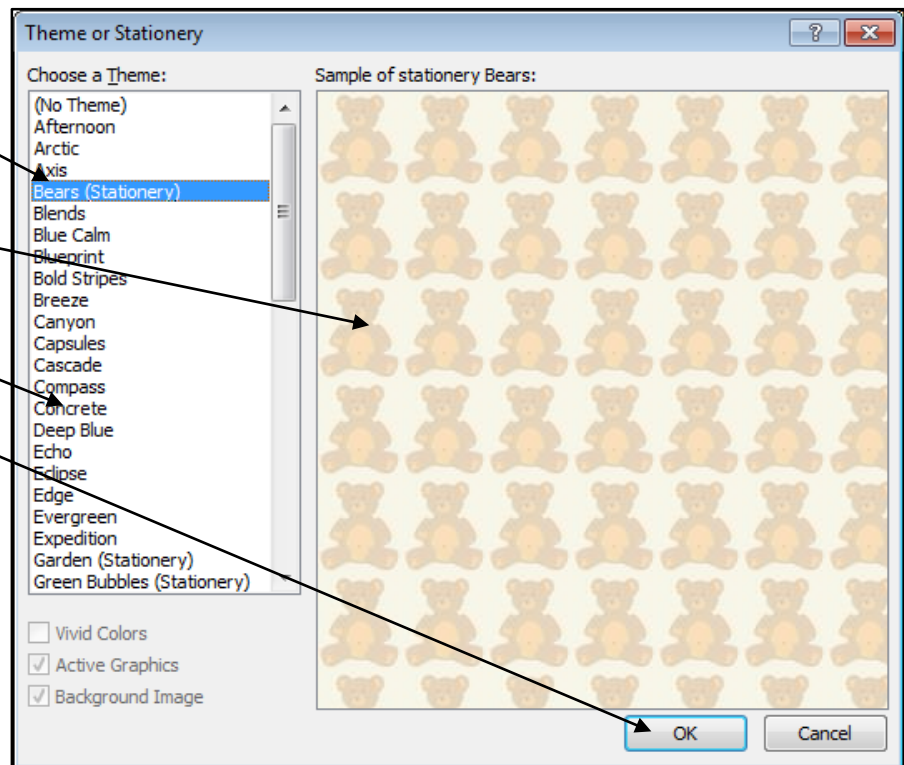 Theme or Stationery
Choose a Theme:
Sample of stationery Bears:
(No Theme)
Afternoon
Arctic
Axis
Bears (Stationery)
Blends
Blue Calm
Blueprint
Bold Stripes
Breeze
Canyon
Capsules
Cascade
Compass
Concrete
Deep Blue
Echo
Eclipse
Edge
Evergreen
Expedition
Garden (Stationery)
Green Bubbles (Stationery)
Vivid Colors
Active Graphics
Background Image
OK
Cancel